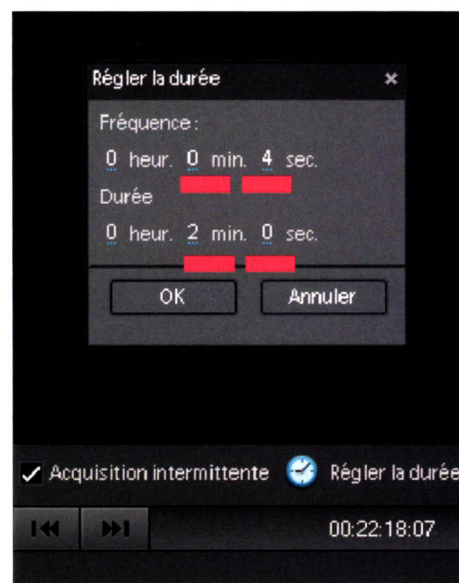 Régler la durée ×
Fréquence :
0 heur. 0 min. 4 sec.
Durée
0 heur. 2 min. 0 sec.
OK Annuler
Acquisition intermittente Régler la durée
00:22:18:07